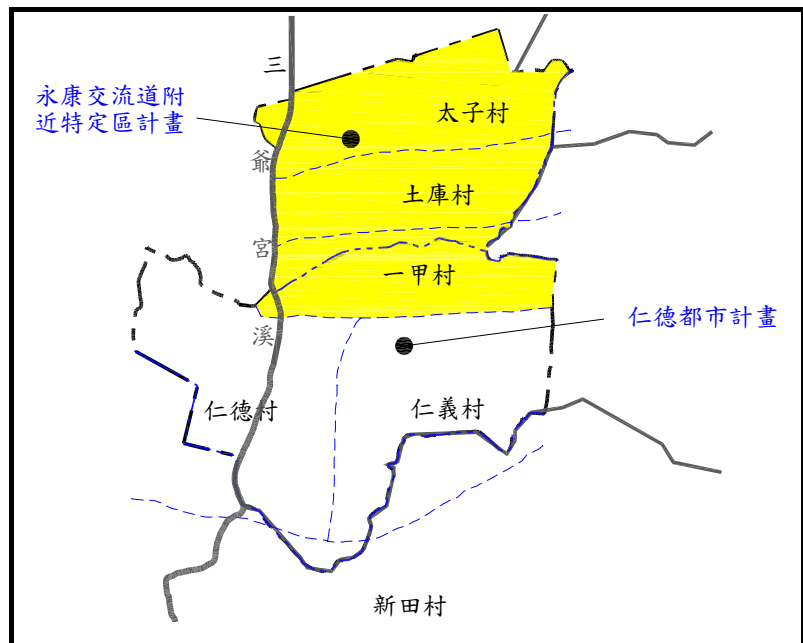 永康交流道附
近特定區計畫
三爺宮溪
太子村
土庫村
一甲村
仁德都市計畫
仁德村
仁義村
新田村